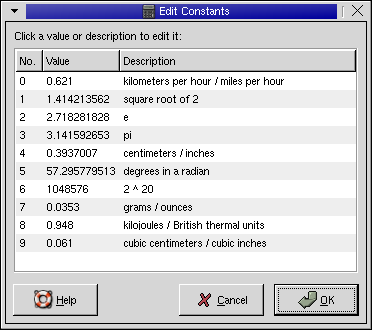 Edit Constants
Click a value or description to edit it:
No. Value Description
0 0.621 kilometers per hour / miles per hour
1 1.414213562 square root of 2
2 2.718281828 e
3 3.141592653 pi
4 0.3937007 centimeters / inches
5 57.295779513 degrees in a radian
6 1048576 2 ^ 20
7 0.0353 grams / ounces
8 0.948 kilojoules / British thermal units
9 0.061 cubic centimeters / cubic inches
Help Cancel OK